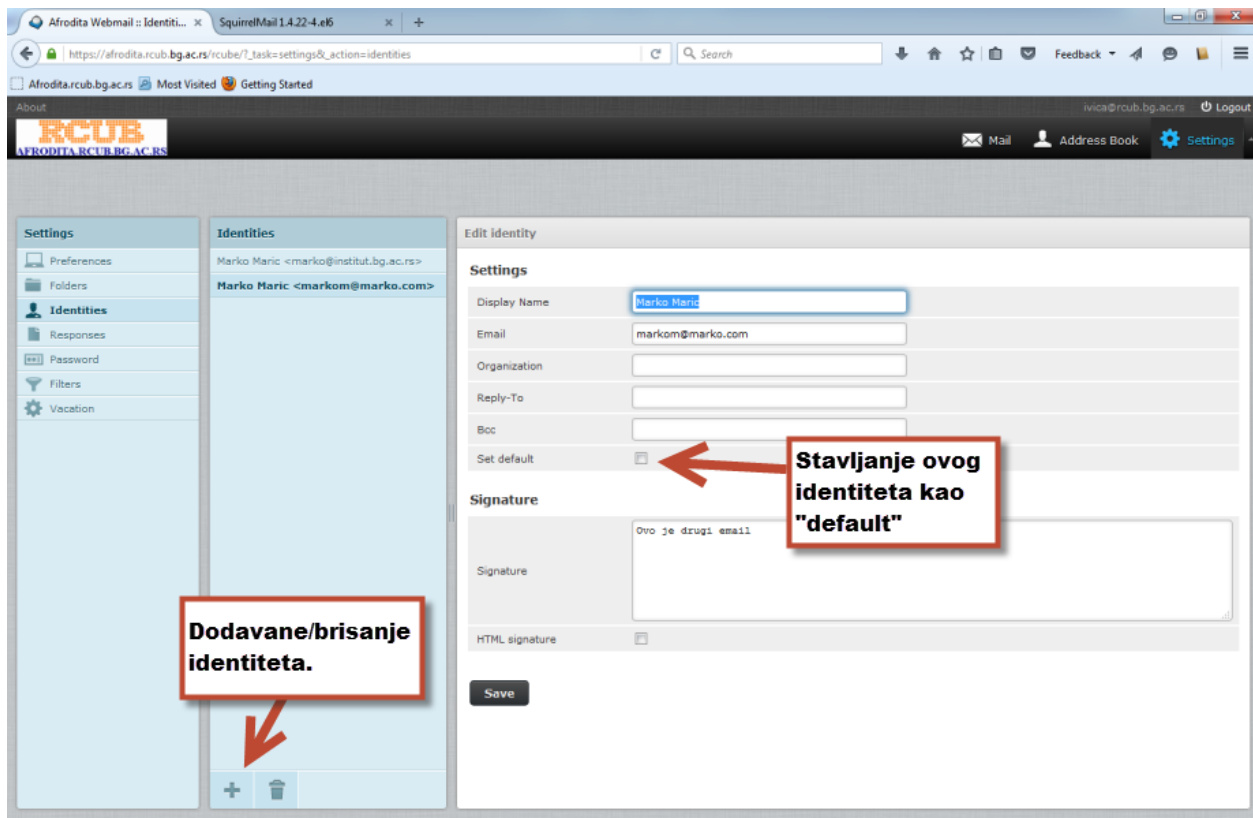 Afrodita Webmail :: Identiti...
SquirrelMail 1.4.22-4.el6
https://afrodita.rcub.bg.ac.rs/rcube/?_task=settings&_action=identities
Search
Feedback
Afrodita.rcub.bg.ac.rs Most Visited Getting Started
About
ivica@rcub.bg.ac.rs Logout
RCUB
AFRODITA.RCUB.BG.AC.RS
Mail Address Book Settings
Settings
Preferences
Folders
Identities
Responses
Password
Filters
Vacation
Identities
Marko Maric <marko@institut.bg.ac.rs>
Marko Maric <markom@marko.com>
Dodavane/brisanje
identiteta.
Edit identity
Settings
Display Name Marko Maric
Email markom@marko.com
Organization
Reply-To
Bcc
Set default
Stavljanje ovog
identiteta kao
"default"
Signature
Signature Ovo je drugi email
HTML signature
Save